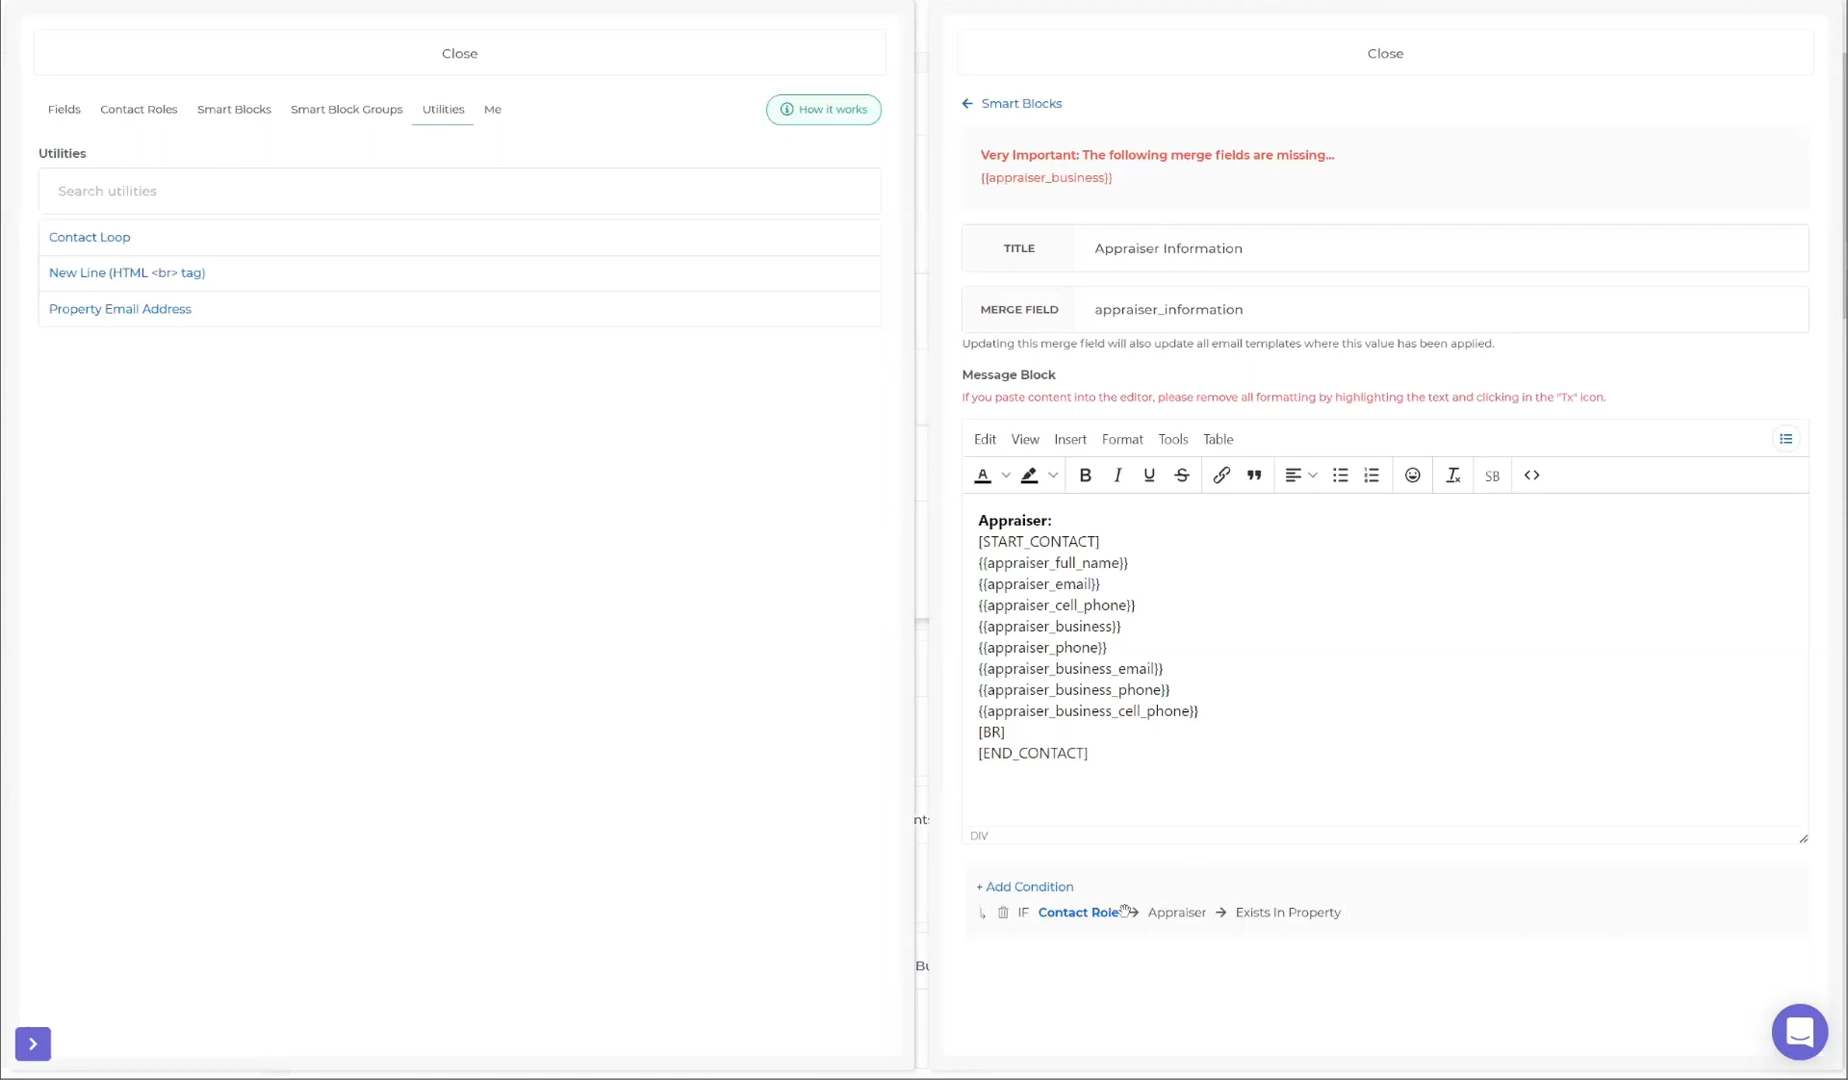 Close
Fields Contact Roles Smart Blocks Smart Block Groups Utilities Me How it works
Utilities
Search utilities
Contact Loop
New Line (HTML <br> tag)
Property Email Address
Close
Smart Blocks
Very Important: The following merge fields are missing...
{{appraiser_business}}
TITLE Appraiser Information
MERGE FIELD appraiser_information
Updating this merge field will also update all email templates where this value has been applied.
Message Block
If you paste content into the editor, please remove all formatting by highlighting the text and clicking in the "Tx" icon.
Edit View Insert Format Tools Table
SB
Appraiser:
[START_CONTACT]
{{appraiser_full_name}}
{{appraiser_email}}
{{appraiser_cell_phone}}
{{appraiser_business}}
{{appraiser_phone}}
{{appraiser_business_email}}
{{appraiser_business_phone}}
{{appraiser_business_cell_phone}}
[BR]
[END_CONTACT]
DIV
+ Add Condition
IF Contact Role → Appraiser → Exists In Property